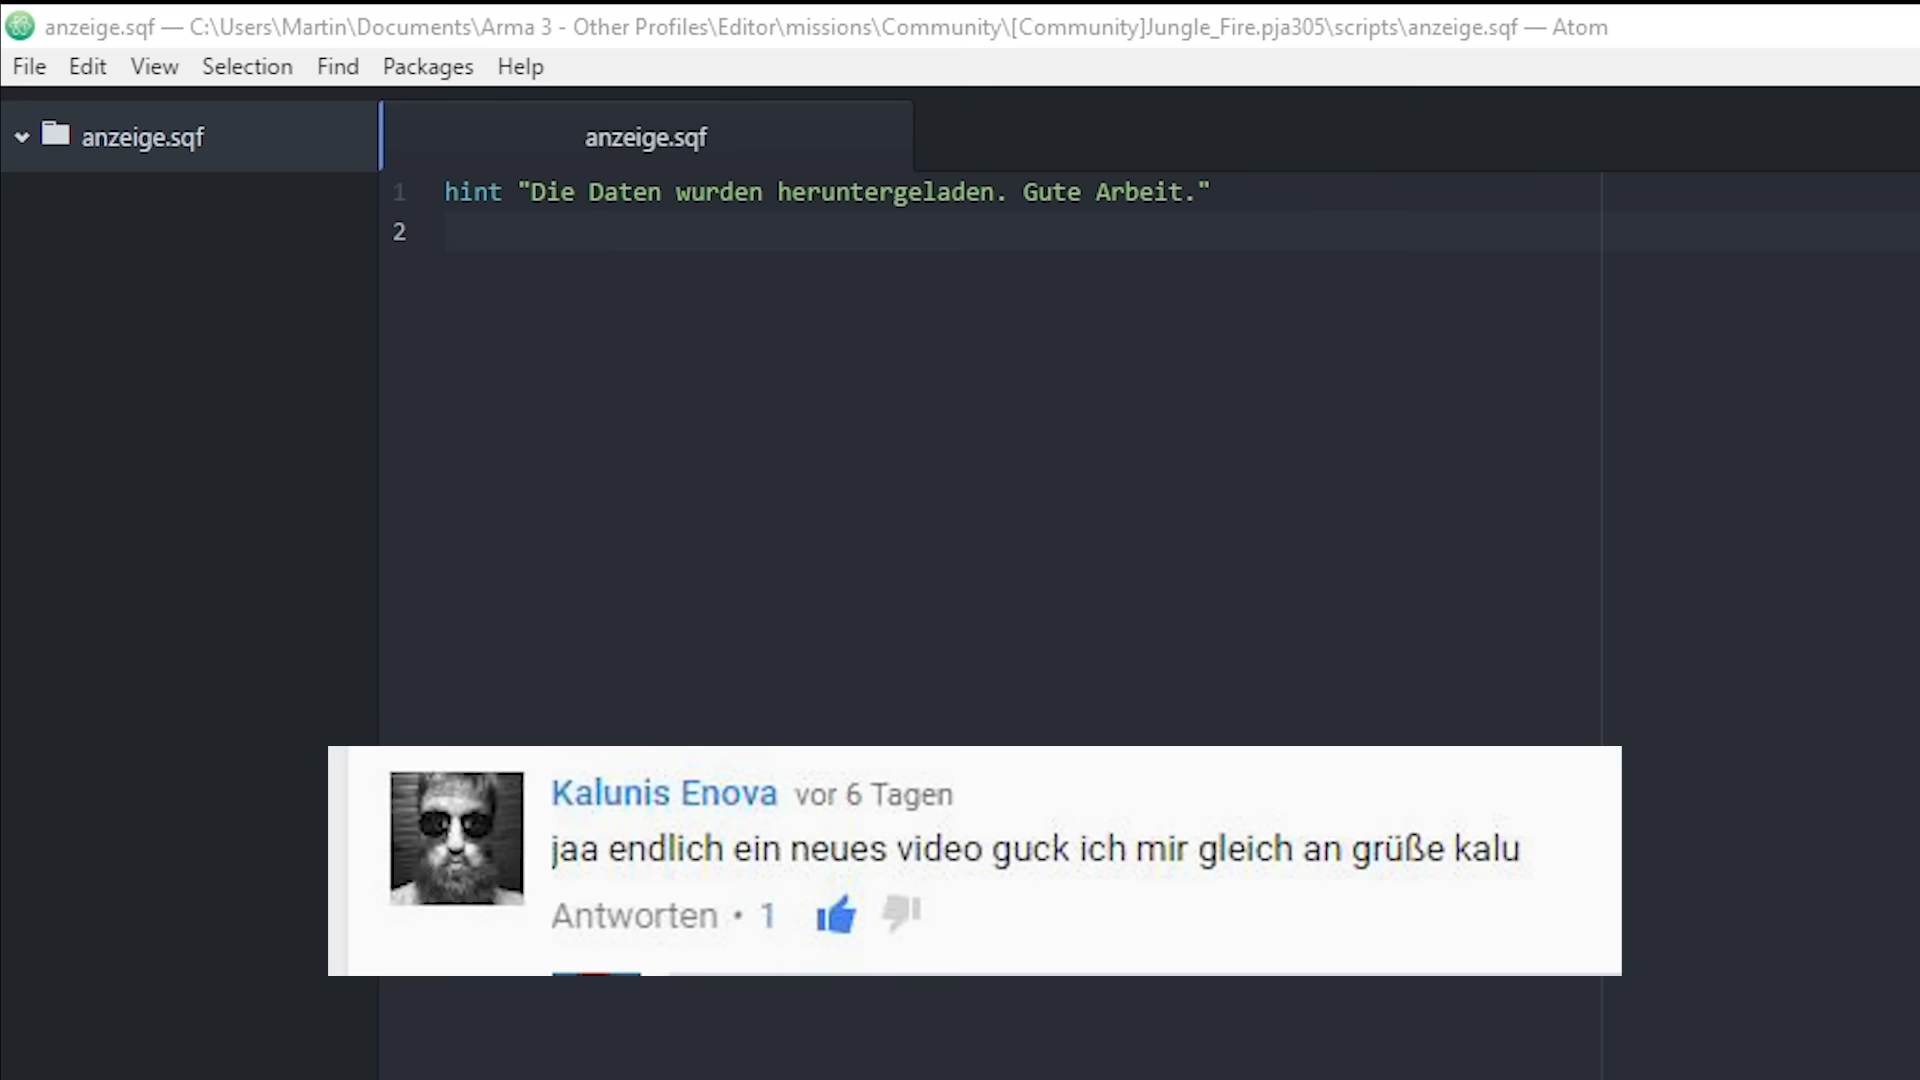 anzeige.sqf — C:\Users\Martin\Documents\Arma 3 - Other Profiles\Editor\missions\Community\[Community]Jungle_Fire.pja305\scripts\anzeige.sqf — Atom
File Edit View Selection Find Packages Help
anzeige.sqf
anzeige.sqf
1 hint "Die Daten wurden heruntergeladen. Gute Arbeit."
2
Kalunis Enova vor 6 Tagen
jaa endlich ein neues video guck ich mir gleich an grüße kalu
Antworten • 1